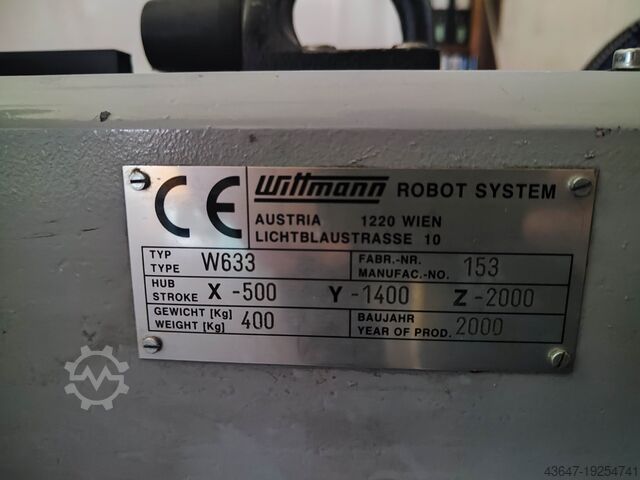 CE Wittmann ROBOT SYSTEM
AUSTRIA 1220 WIEN
LICHTBLAUSTRASSE 10
TYP TYPE W633 FABR.-NR. MANUFAC.-NO. 153
HUB STROKE X -500 Y -1400 Z -2000
GEWICHT [Kg] WEIGHT [Kg] 400 BAUJAHR YEAR OF PROD. 2000
43647-19254741